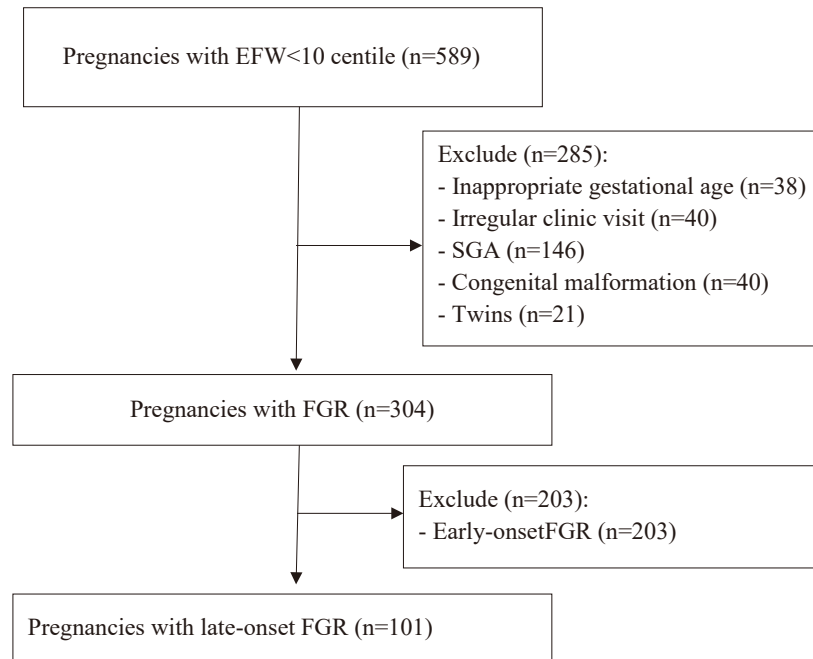 Pregnancies with EFW<10 centile (n=589)
Exclude (n=285):
- Inappropriate gestational age (n=38)
- Irregular clinic visit (n=40)
- SGA (n=146)
- Congenital malformation (n=40)
- Twins (n=21)
Pregnancies with FGR (n=304)
Exclude (n=203):
- Early-onsetFGR (n=203)
Pregnancies with late-onset FGR (n=101)